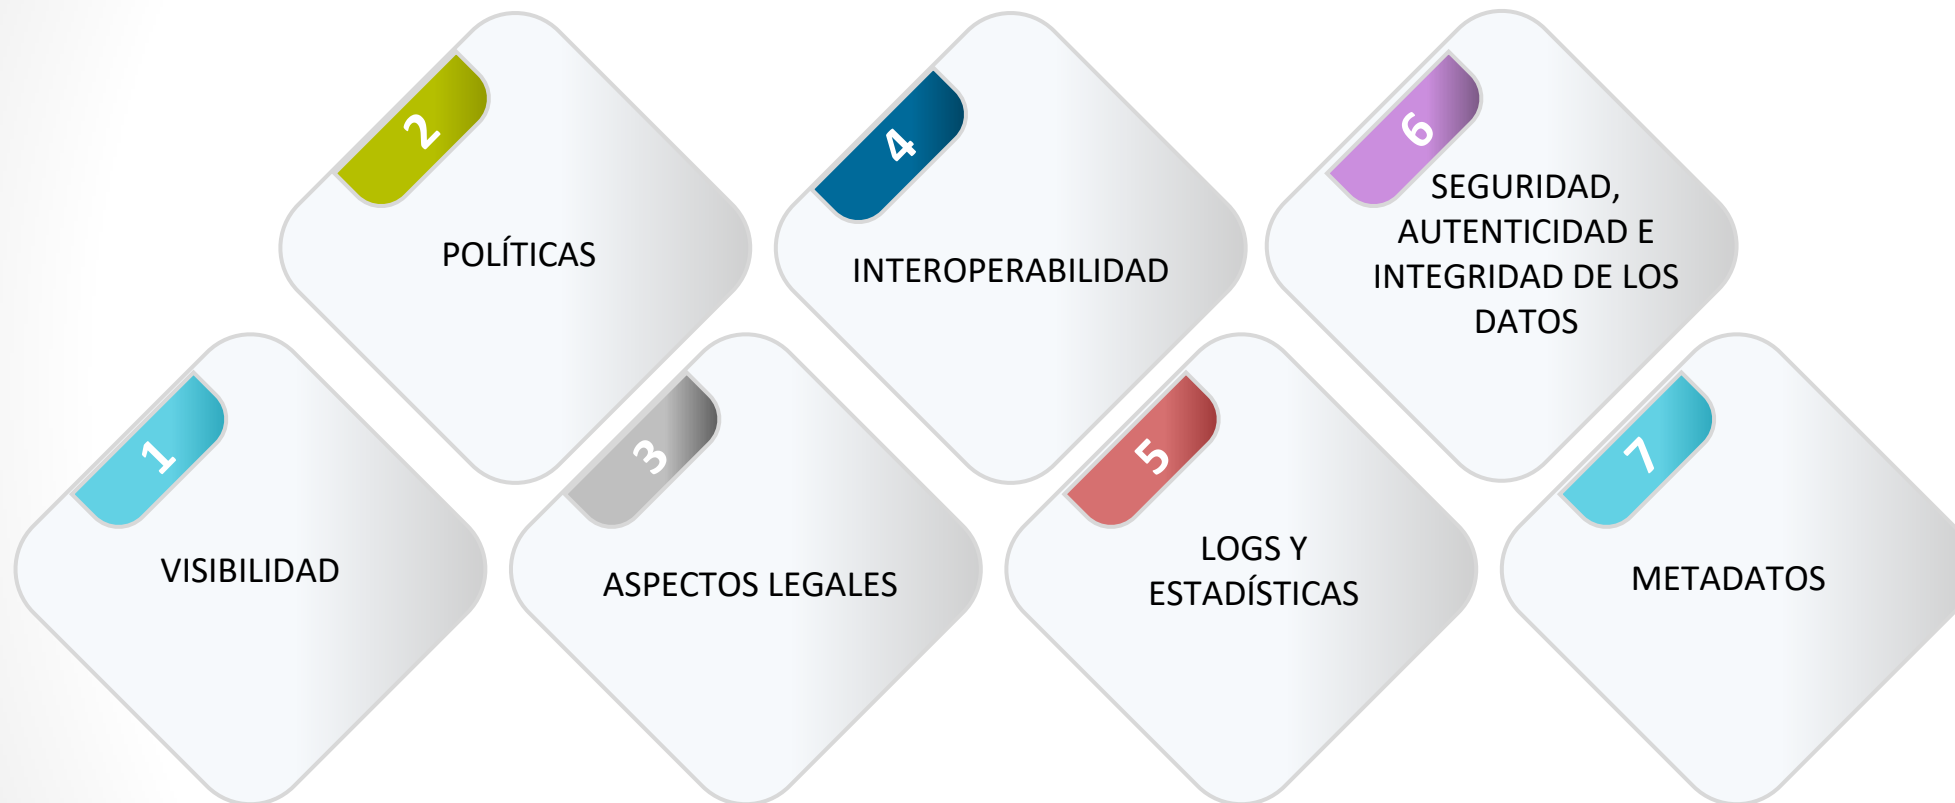 1
VISIBILIDAD
2
POLÍTICAS
3
ASPECTOS LEGALES
4
INTEROPERABILIDAD
5
LOGS Y
ESTADÍSTICAS
6
SEGURIDAD,
AUTENTICIDAD E
INTEGRIDAD DE LOS
DATOS
7
METADATOS